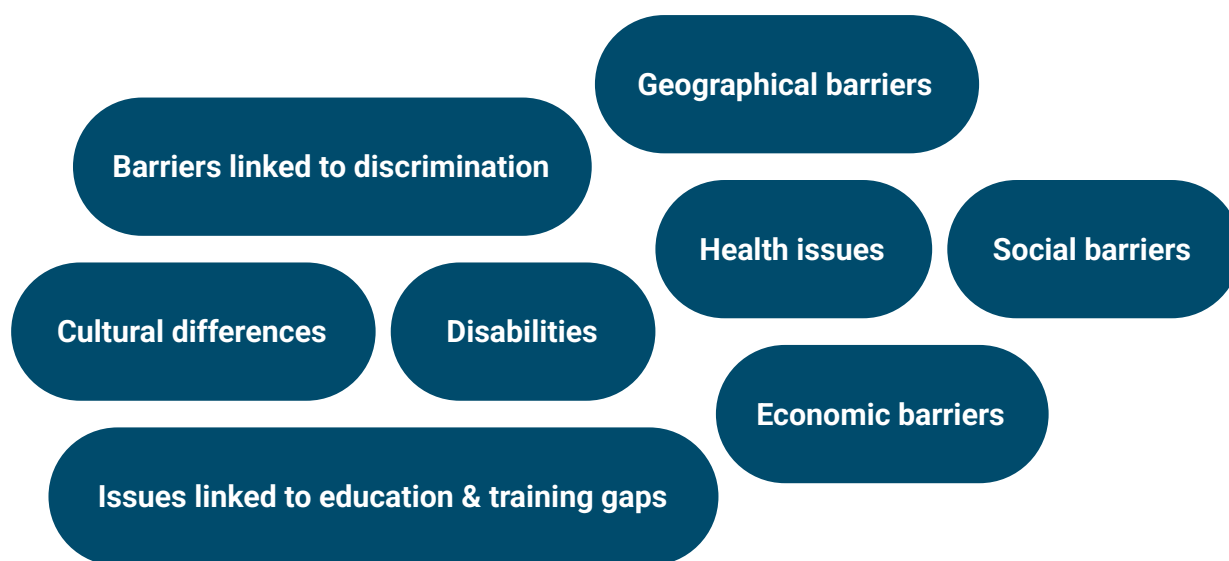 Geographical barriers
Barriers linked to discrimination
Health issues
Social barriers
Cultural differences
Disabilities
Economic barriers
Issues linked to education & training gaps